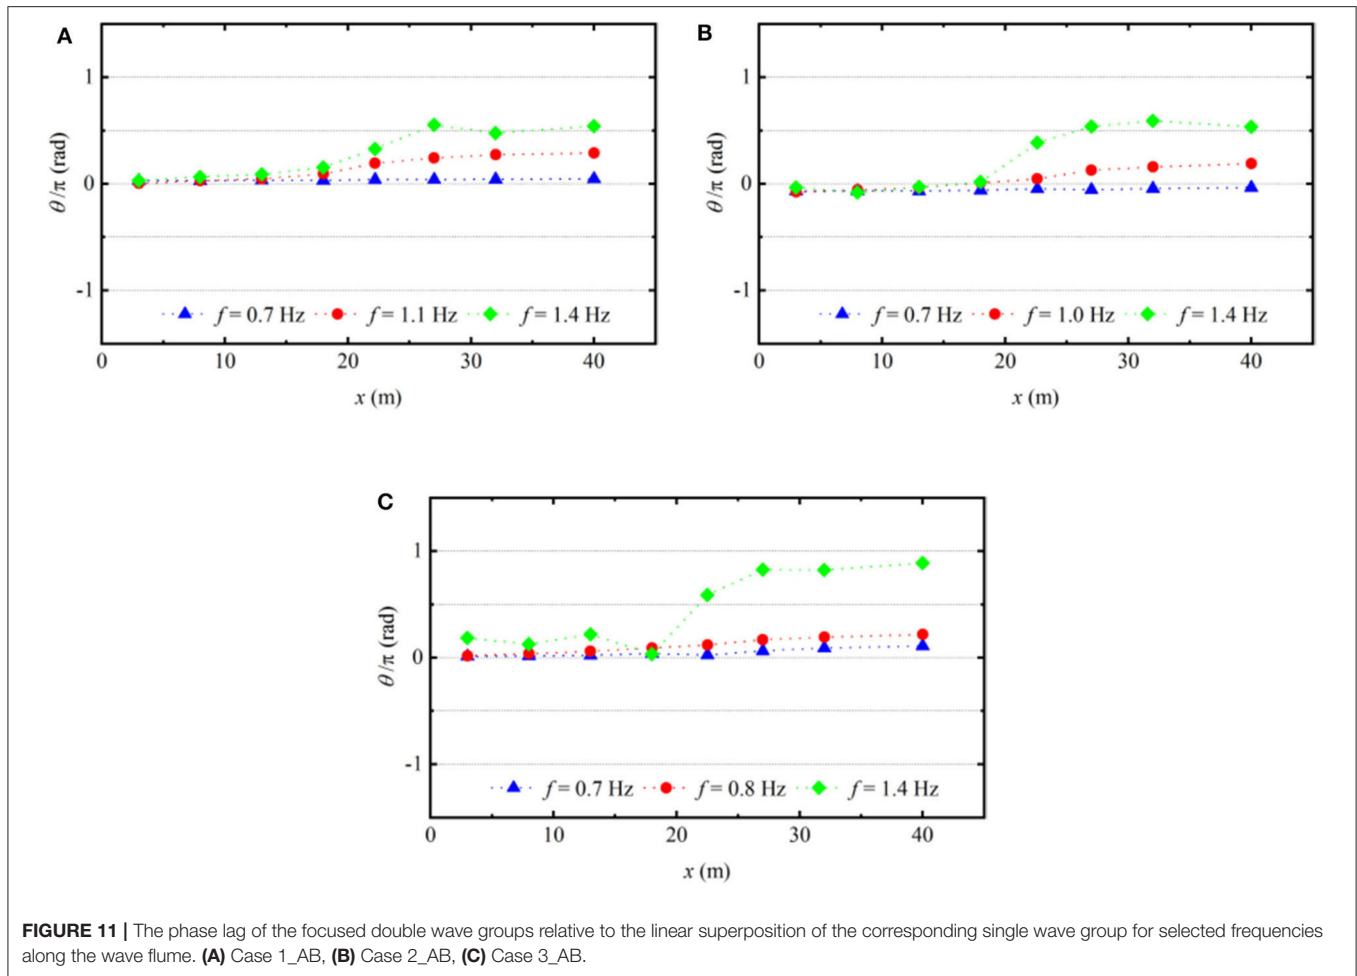 A
1
0
-1
θ/π (rad)
f = 0.7 Hz f = 1.1 Hz f = 1.4 Hz
0 10 20 30 40
x (m)
B
1
0
-1
θ/π (rad)
f = 0.7 Hz f = 1.0 Hz f = 1.4 Hz
0 10 20 30 40
x (m)
C
1
0
-1
θ/π (rad)
f = 0.7 Hz f = 0.8 Hz f = 1.4 Hz
0 10 20 30 40
x (m)
FIGURE 11 | The phase lag of the focused double wave groups relative to the linear superposition of the corresponding single wave group for selected frequencies
along the wave flume. (A) Case 1_AB, (B) Case 2_AB, (C) Case 3_AB.